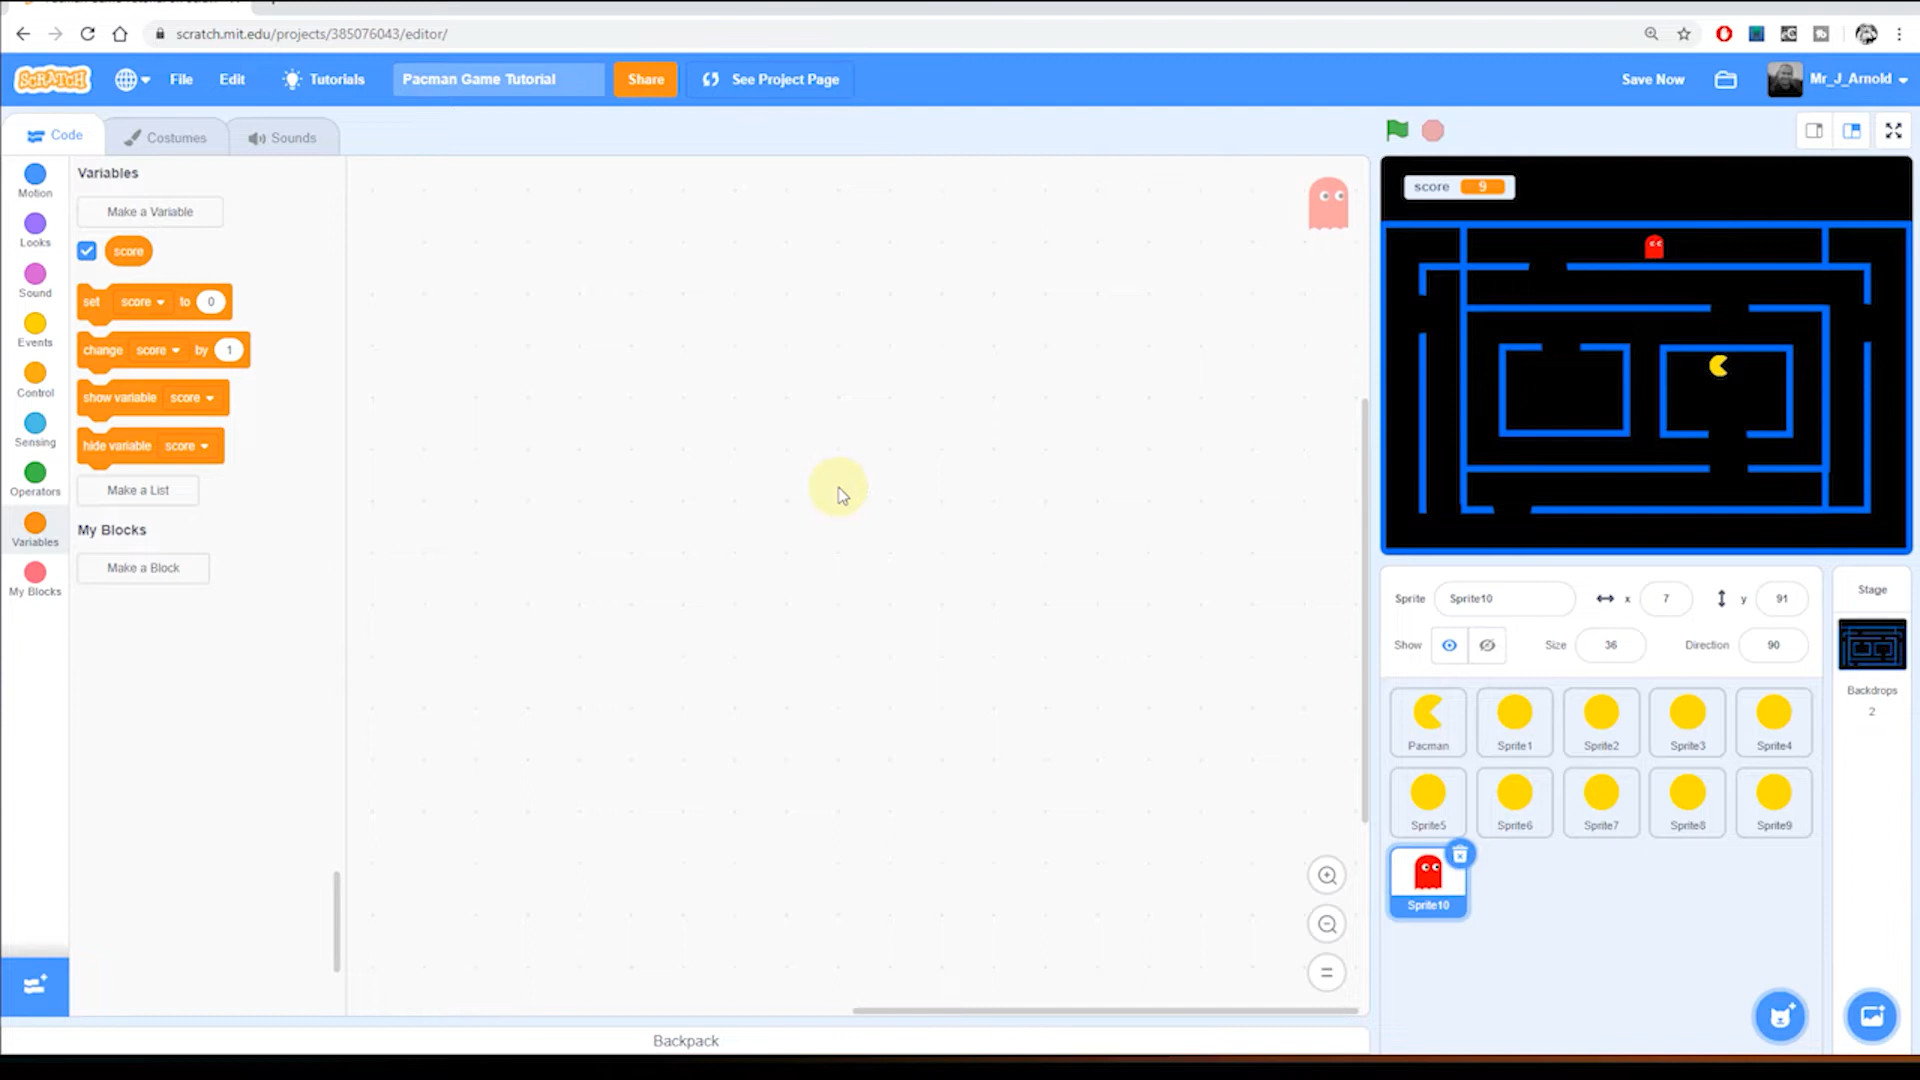 scratch.mit.edu/projects/385076043/editor/
SCRATCH
File
Edit
Tutorials
Pacman Game Tutorial
Share
See Project Page
Save Now
Mr_J_Arnold
Code
Costumes
Sounds
Motion
Looks
Sound
Events
Control
Sensing
Operators
Variables
My Blocks
Variables
Make a Variable
score
set score to 0
change score by 1
show variable score
hide variable score
Make a List
My Blocks
Make a Block
score 9
Sprite Sprite10 x 7 y 91
Show Size 36 Direction 90
Pacman Sprite1 Sprite2 Sprite3 Sprite4
Sprite5 Sprite6 Sprite7 Sprite8 Sprite9
Sprite10
Stage
Backdrops
2
Backpack